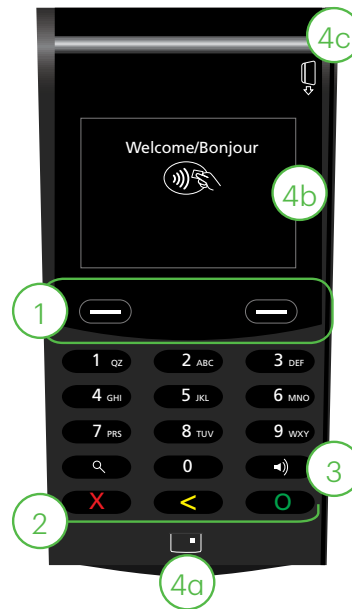 4c
Welcome/Bonjour
4b
1
1 QZ 2 ABC 3 DEF
4 GHI 5 JKL 6 MNO
7 PRS 8 TUV 9 WXY
0
3
X < O
2
4a